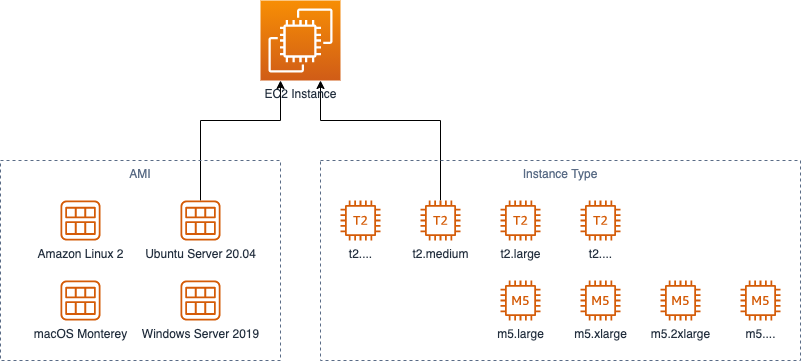 EC2 Instance
AMI
Instance Type
T2
T2
T2
T2
Amazon Linux 2
Ubuntu Server 20.04
t2....
t2.medium
t2.large
t2....
M5
M5
M5
M5
macOS Monterey
Windows Server 2019
m5.large
m5.xlarge
m5.2xlarge
m5....